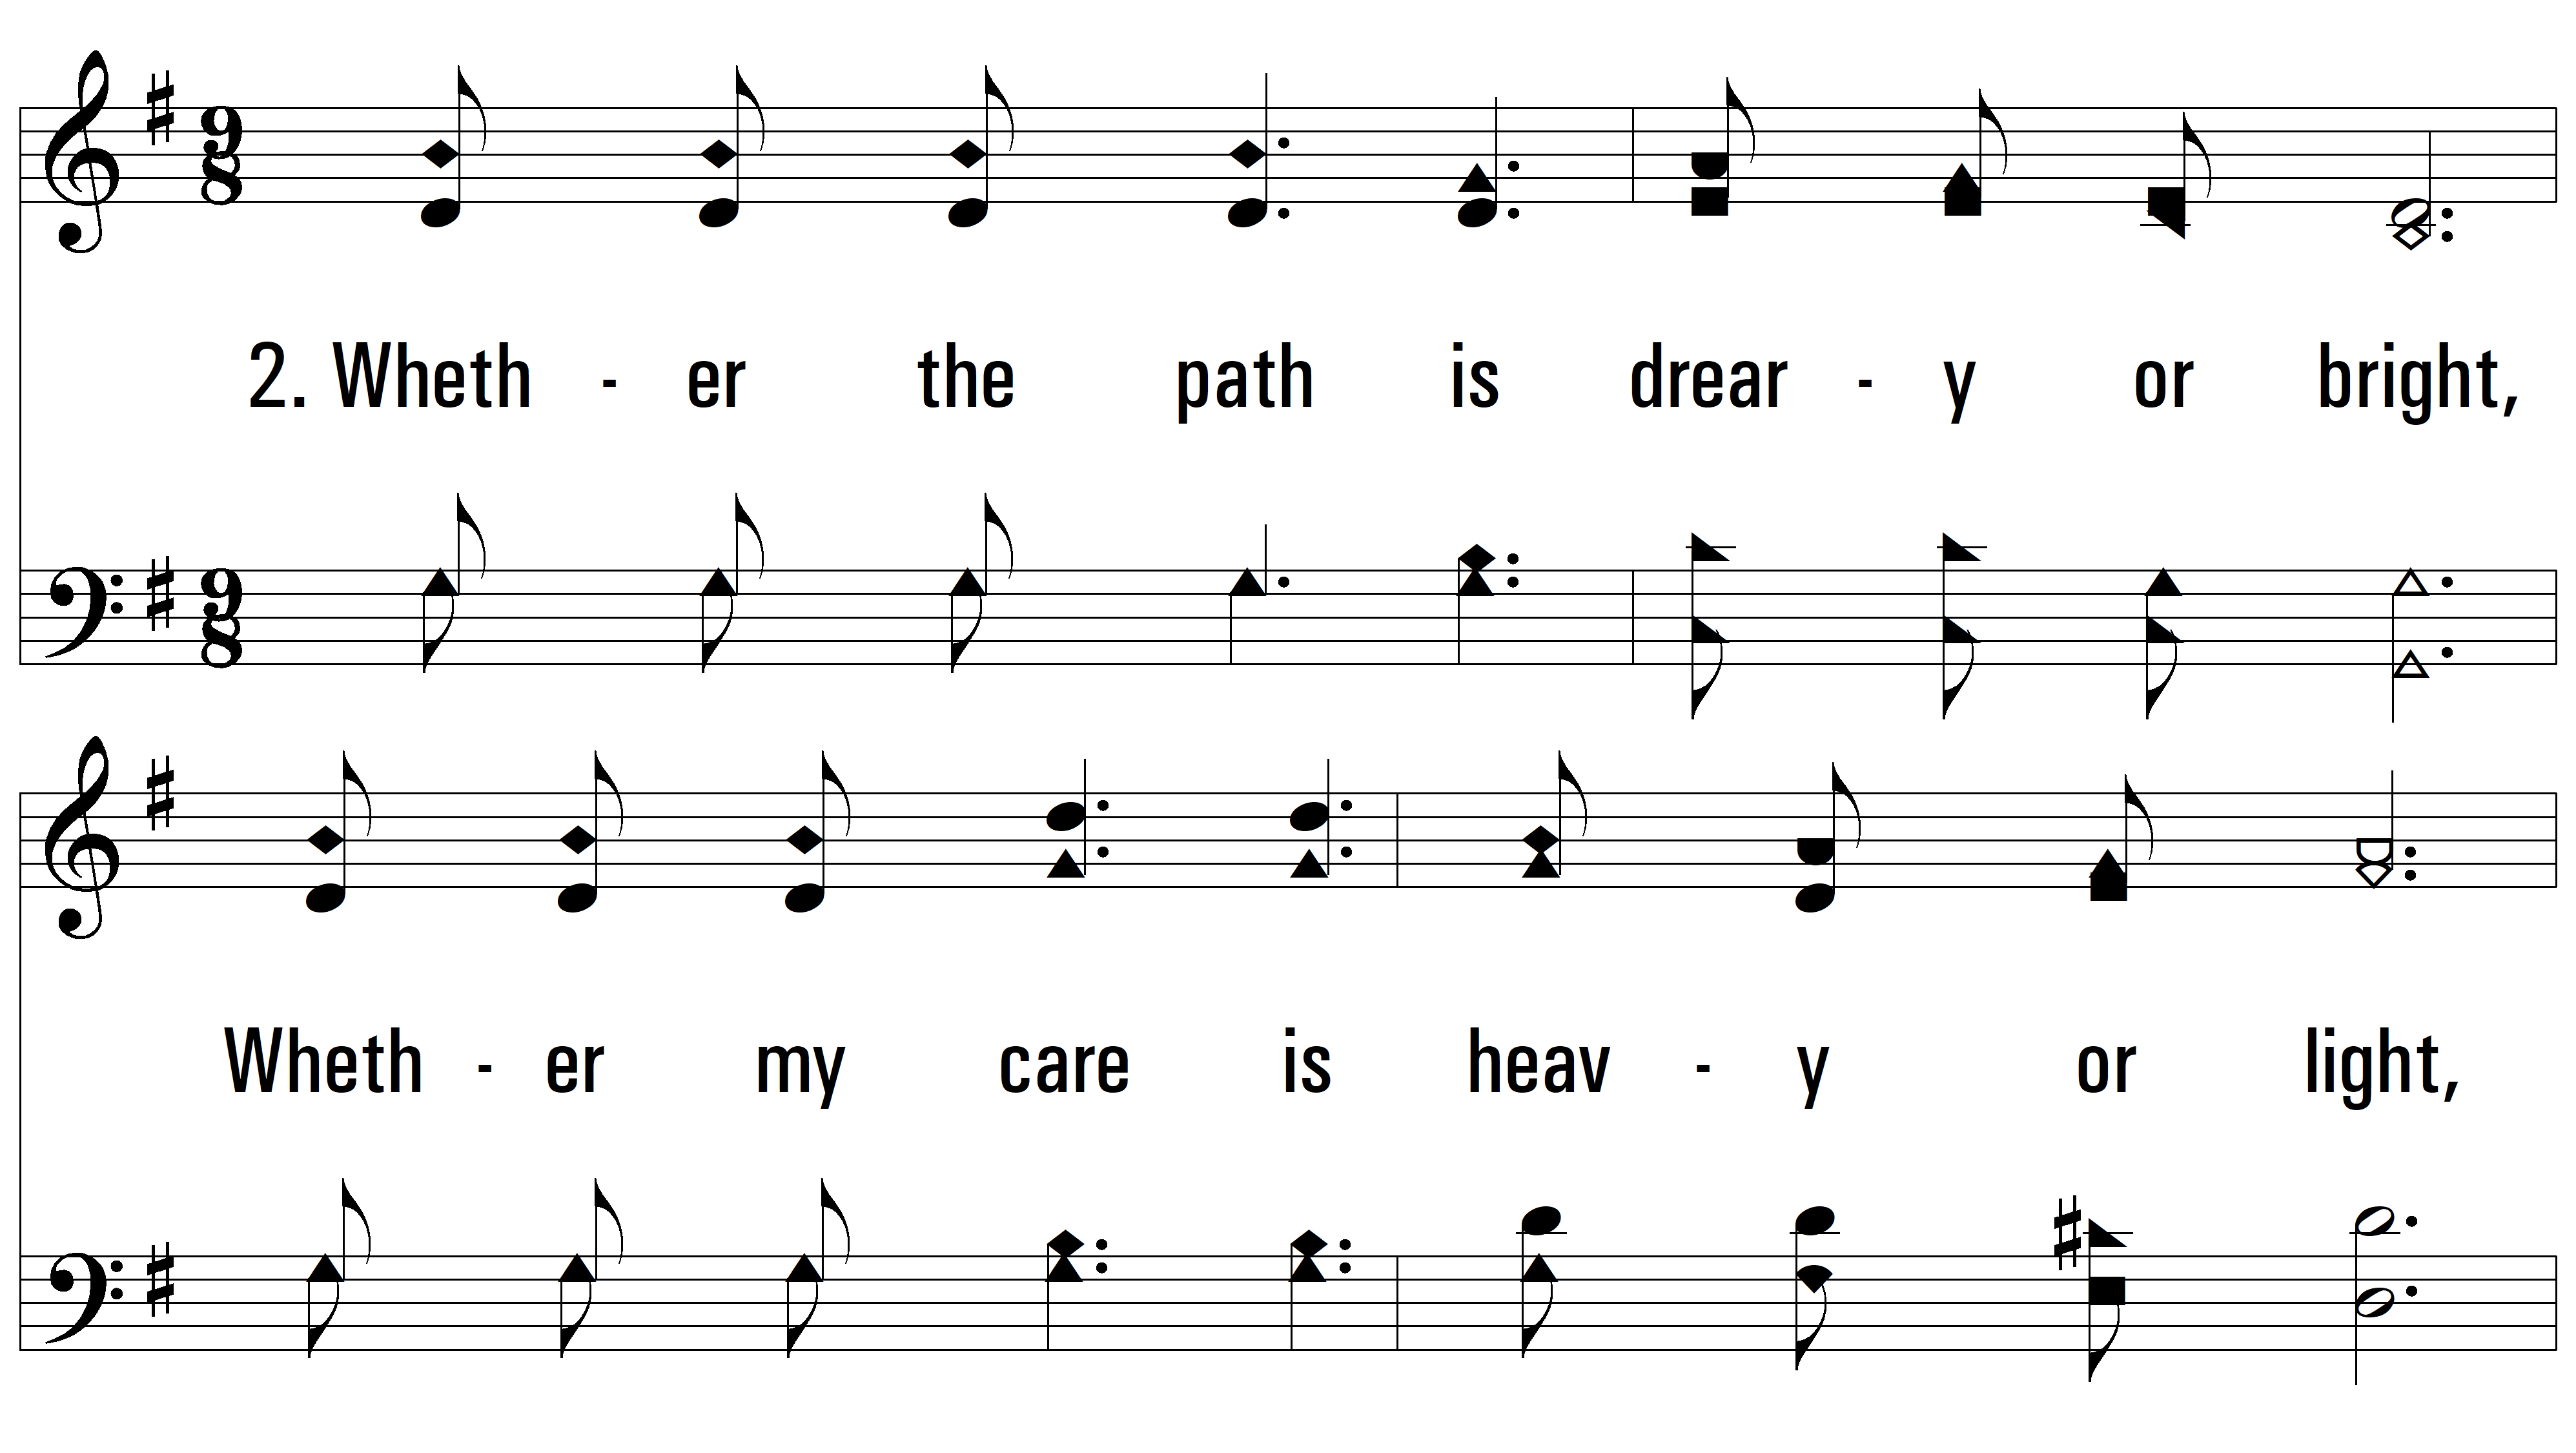 2. Wheth - er the path is drear - y or bright,
Wheth - er my care is heav - y or light,